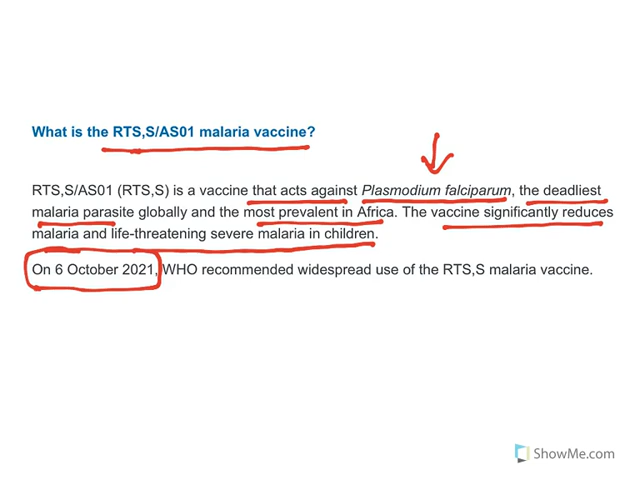 What is the RTS,S/AS01 malaria vaccine?
RTS,S/AS01 (RTS,S) is a vaccine that acts against Plasmodium falciparum, the deadliest
malaria parasite globally and the most prevalent in Africa. The vaccine significantly reduces
malaria and life-threatening severe malaria in children.
On 6 October 2021, WHO recommended widespread use of the RTS,S malaria vaccine.
ShowMe.com